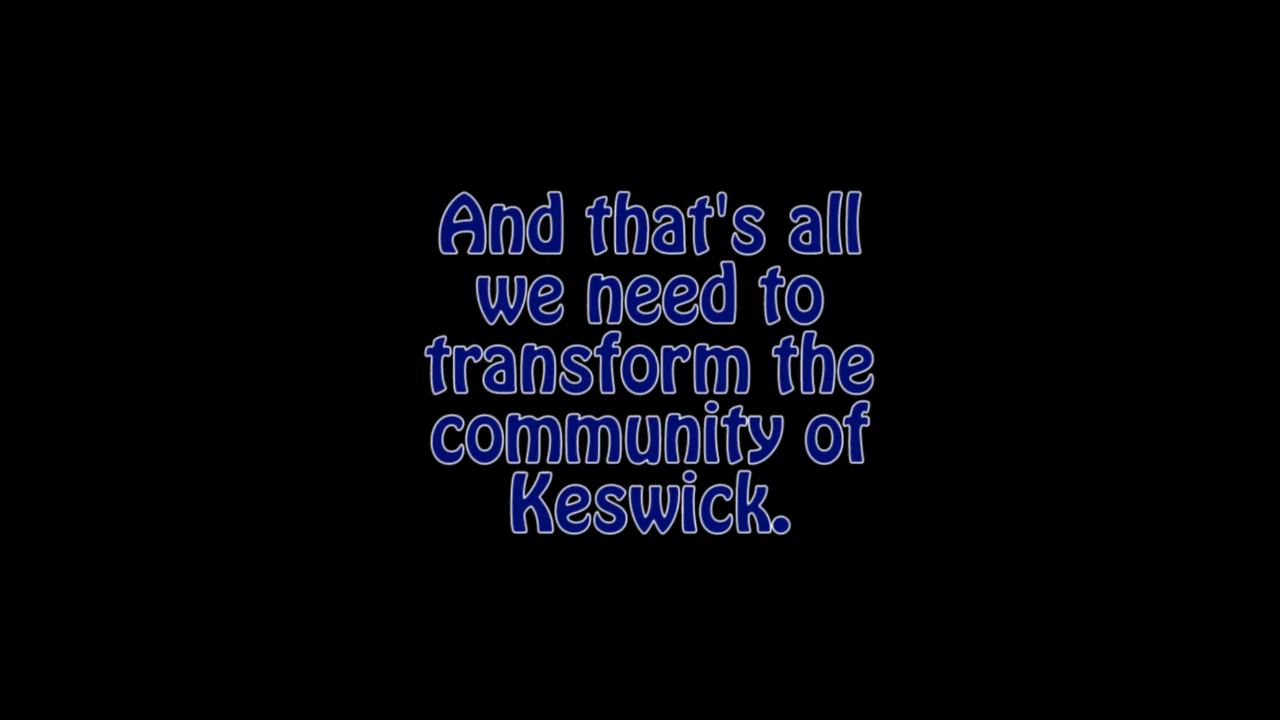 And that's all
we need to
transform the
community of
Keswick.